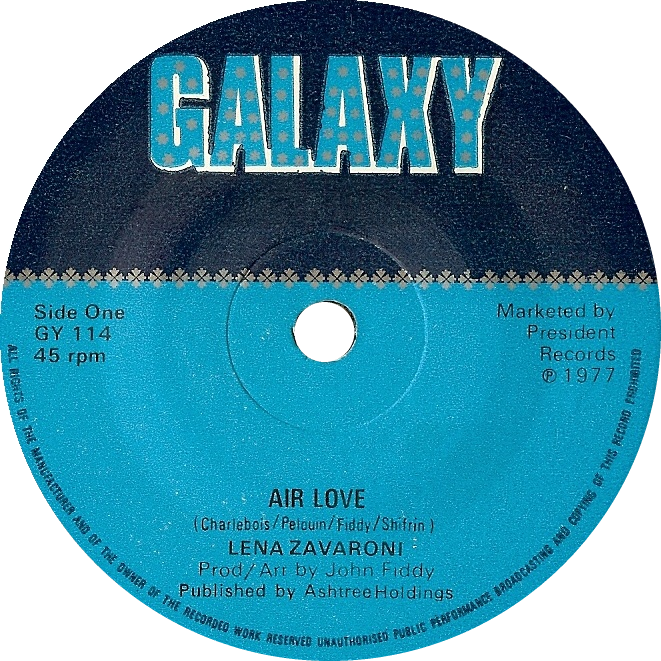 GALAXY
Side One
GY 114
45 rpm
Marketed by
President
Records
℗ 1977
AIR LOVE
(Charlebois/Pelouin/Fiddy/Shifrin)
LENA ZAVARONI
Prod/Arr by John Fiddy
Published by Ashtree Holdings
ALL RIGHTS OF THE MANUFACTURER AND OF THE OWNER OF THE RECORDED WORK RESERVED UNAUTHORISED PUBLIC PERFORMANCE BROADCASTING AND COPYING OF THIS RECORD PROHIBITED